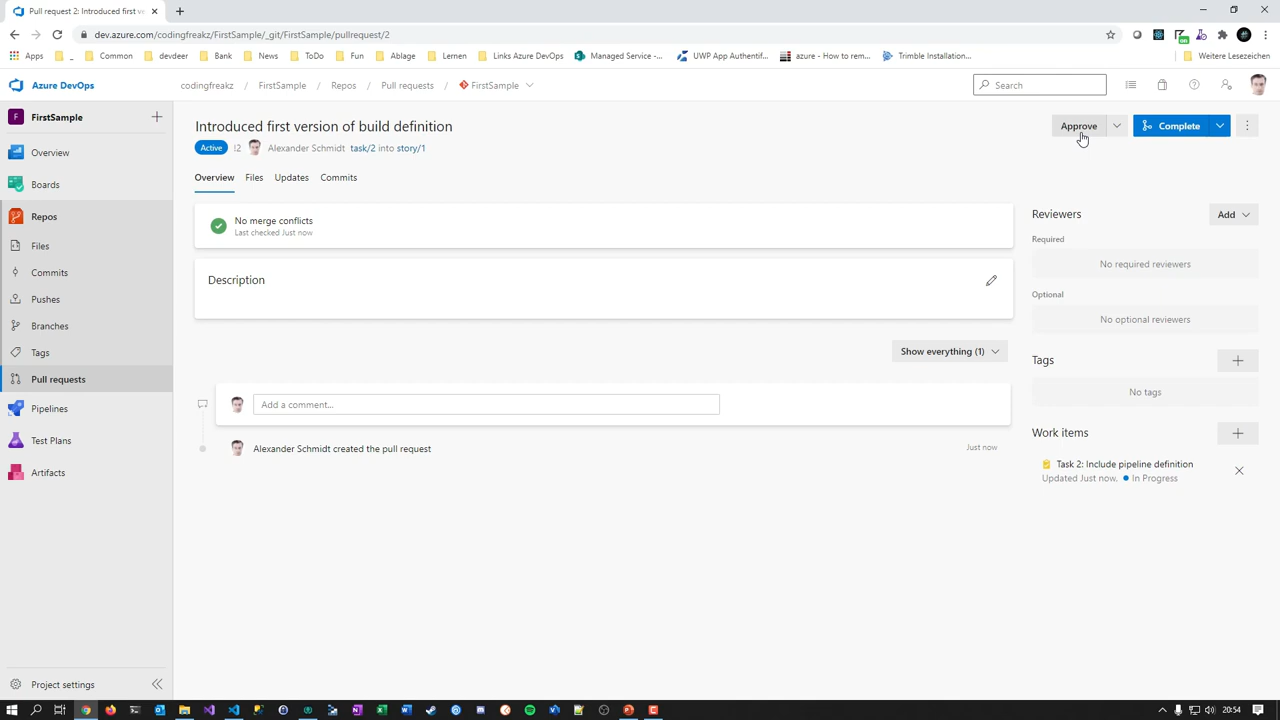 Pull request 2: Introduced first v
dev.azure.com/codingfreakz/FirstSample/_git/FirstSample/pullrequest/2
Apps
_
Common
devdeer
Bank
News
ToDo
Fun
Ablage
Lernen
Links Azure DevOps
Managed Service -...
UWP App Authentif...
azure - How to rem...
Trimble Installation...
Weitere Lesezeichen
Azure DevOps
codingfreakz / FirstSample / Repos / Pull requests / FirstSample
Search
F FirstSample
Overview
Boards
Repos
Files
Commits
Pushes
Branches
Tags
Pull requests
Pipelines
Test Plans
Artifacts
Project settings
Introduced first version of build definition
Approve
Complete
Active Alexander Schmidt task/2 into story/1
Overview Files Updates Commits
No merge conflicts
Last checked Just now
Description
Show everything (1)
Add a comment...
Alexander Schmidt created the pull request
Just now
Reviewers
Add
Required
No required reviewers
Optional
No optional reviewers
Tags
No tags
Work items
Task 2: Include pipeline definition
Updated Just now. In Progress
20:54